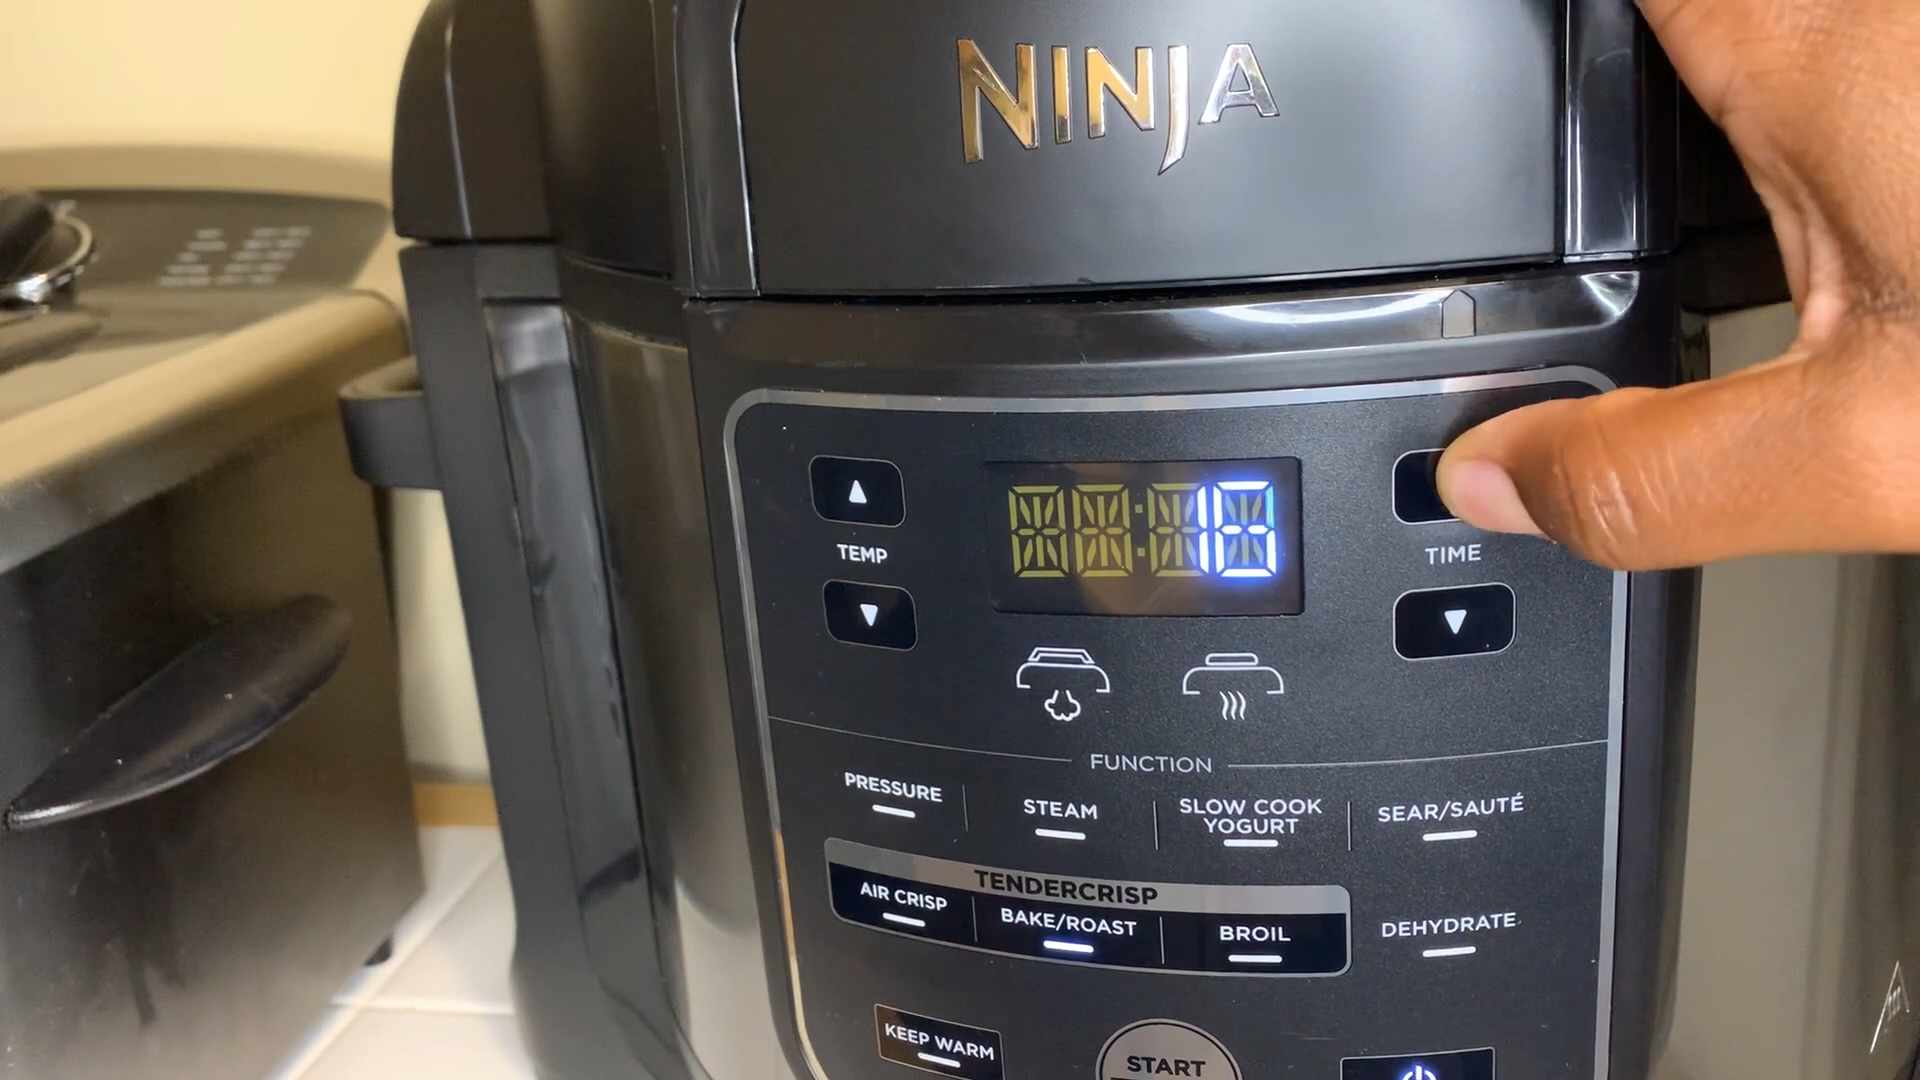 NINJA
16
TEMP
TIME
FUNCTION
PRESSURE
STEAM
SLOW COOK
YOGURT
SEAR/SAUTÉ
TENDERCRISP
AIR CRISP
BAKE/ROAST
BROIL
DEHYDRATE
KEEP WARM
START